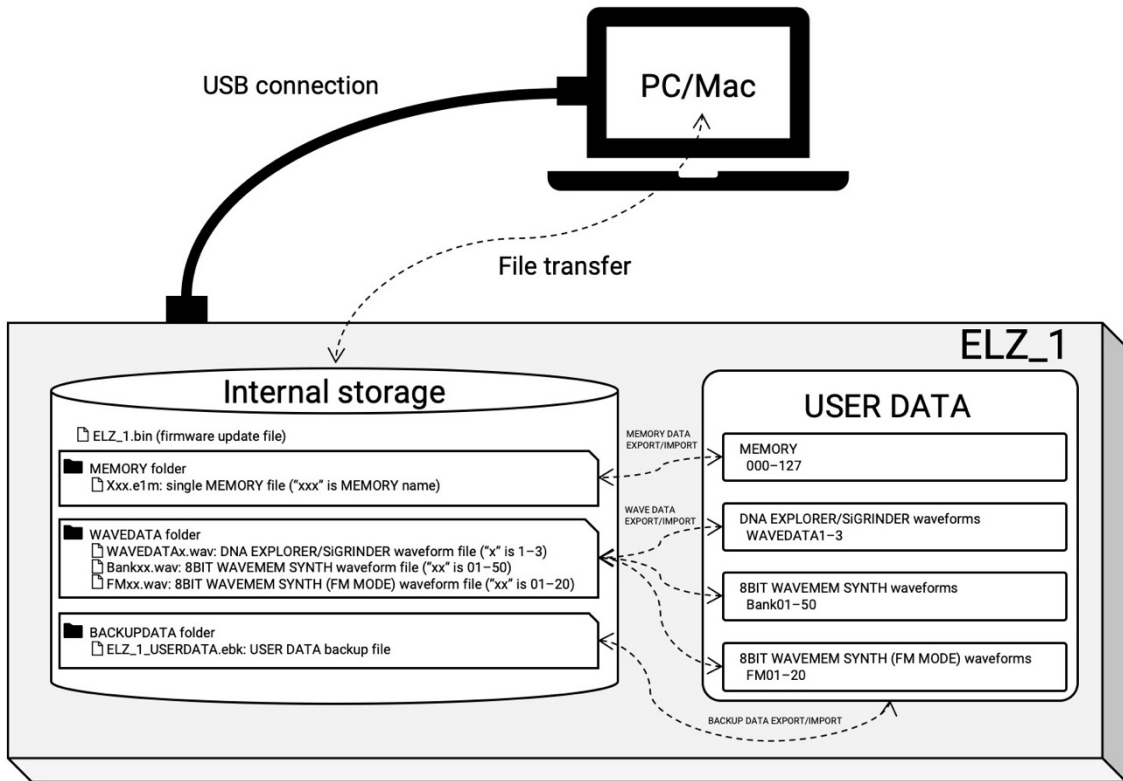 USB connection
PC/Mac
File transfer
ELZ_1
Internal storage
ELZ_1.bin (firmware update file)
MEMORY folder
Xxx.e1m: single MEMORY file (“xxx” is MEMORY name)
WAVEDATA folder
WAVEDATAx.wav: DNA EXPLORER/SiGRINDER waveform file (“x” is 1–3)
Bankxx.wav: 8BIT WAVEMEM SYNTH waveform file (“xx” is 01–50)
FMxx.wav: 8BIT WAVEMEM SYNTH (FM MODE) waveform file (“xx” is 01–20)
BACKUPDATA folder
ELZ_1_USERDATA.ebk: USER DATA backup file
MEMORY DATA
EXPORT/IMPORT
WAVE DATA
EXPORT/IMPORT
BACKUP DATA EXPORT/IMPORT
USER DATA
MEMORY
000–127
DNA EXPLORER/SiGRINDER waveforms
WAVEDATA1–3
8BIT WAVEMEM SYNTH waveforms
Bank01–50
8BIT WAVEMEM SYNTH (FM MODE) waveforms
FM01–20